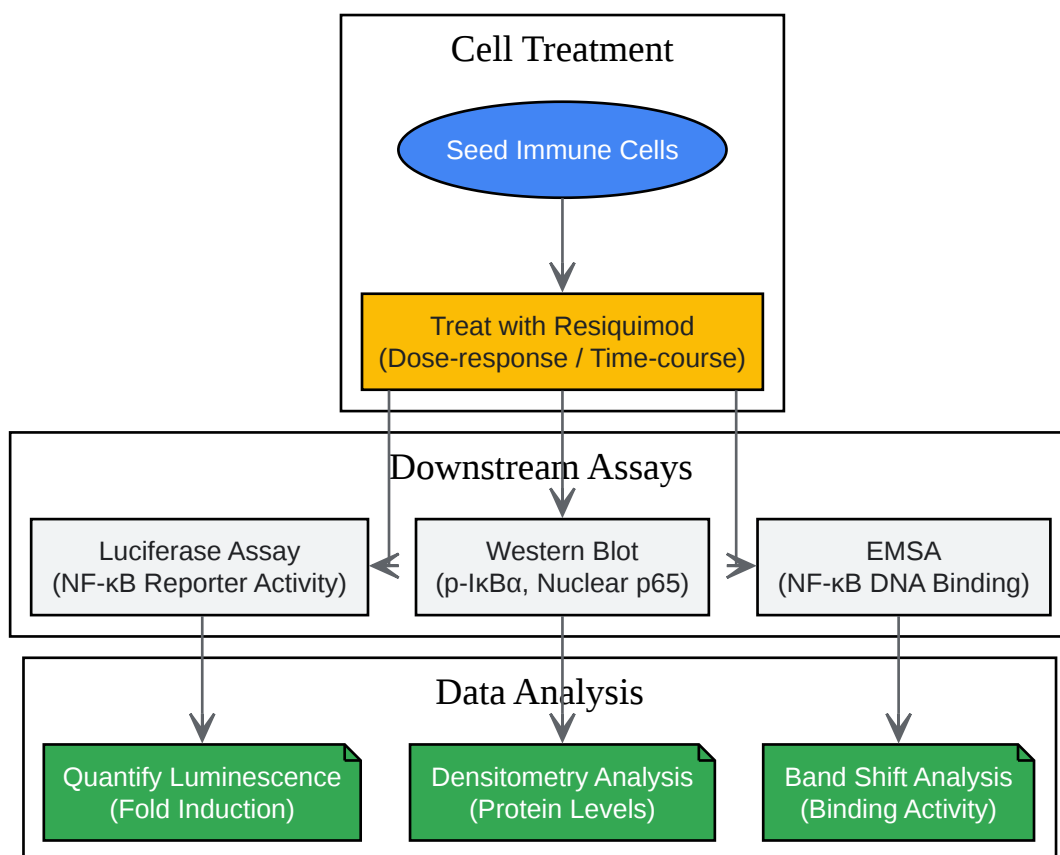 Cell Treatment
Seed Immune Cells
Treat with Resiquimod
(Dose-response / Time-course)
Downstream Assays
Luciferase Assay
(NF-κB Reporter Activity)
Western Blot
(p-IκBα, Nuclear p65)
EMSA
(NF-κB DNA Binding)
Data Analysis
Quantify Luminescence
(Fold Induction)
Densitometry Analysis
(Protein Levels)
Band Shift Analysis
(Binding Activity)